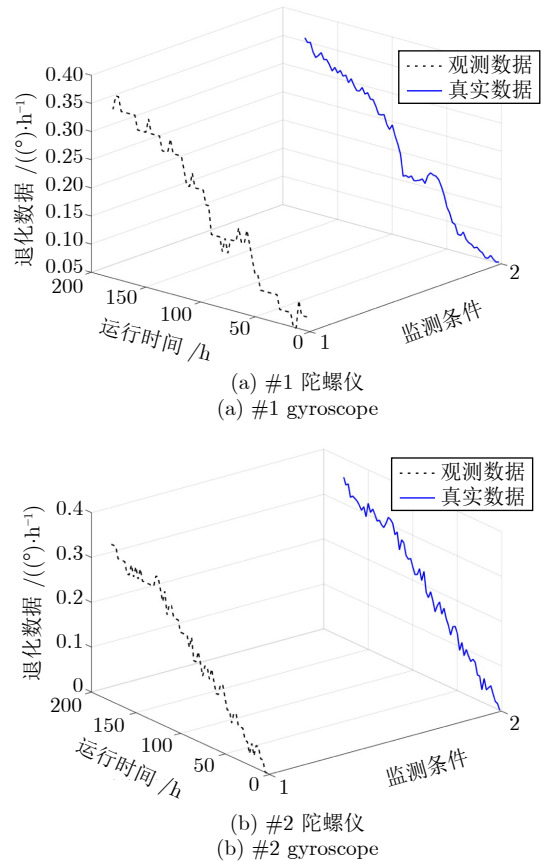 观测数据
真实数据
0.40
0.35
0.30
0.25
0.20
0.15
0.10
0.05
退化数据 /((°)·h⁻¹)
200
150
100
50
0
运行时间 /h
1
2
监测条件
(a) #1 陀螺仪
(a) #1 gyroscope
观测数据
真实数据
0.4
0.3
0.2
0.1
0
退化数据 /((°)·h⁻¹)
200
150
100
50
0
运行时间 /h
1
2
监测条件
(b) #2 陀螺仪
(b) #2 gyroscope